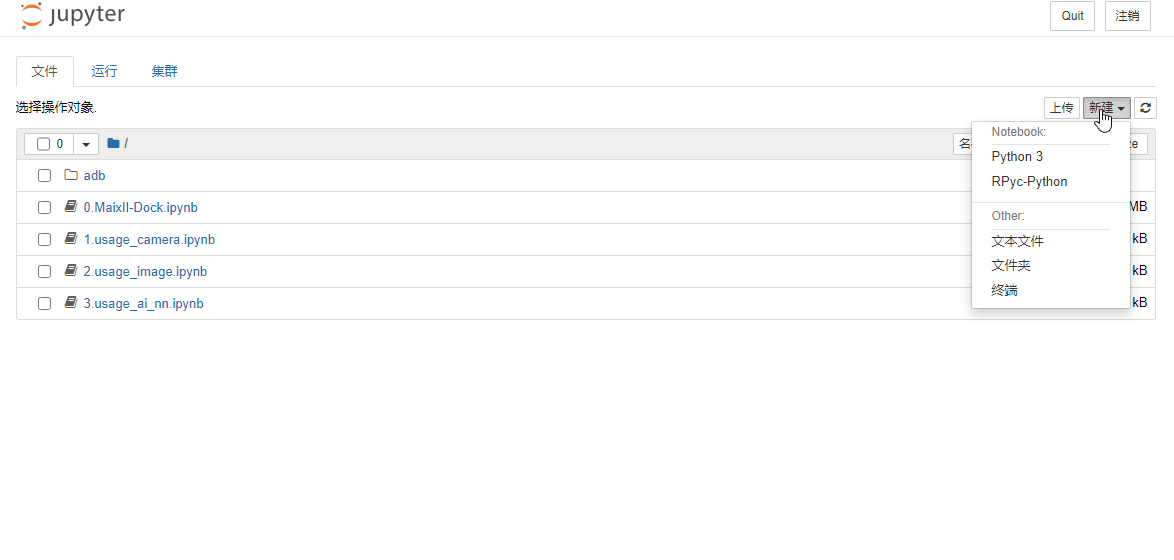 jupyter
Quit 注销
文件 运行 集群
选择操作对象.
上传 新建
0 /
Notebook:
Python 3
RPyc-Python
Other:
文本文件
文件夹
终端
adb
0.MaixII-Dock.ipynb MB
1.usage_camera.ipynb kB
2.usage_image.ipynb kB
3.usage_ai_nn.ipynb kB